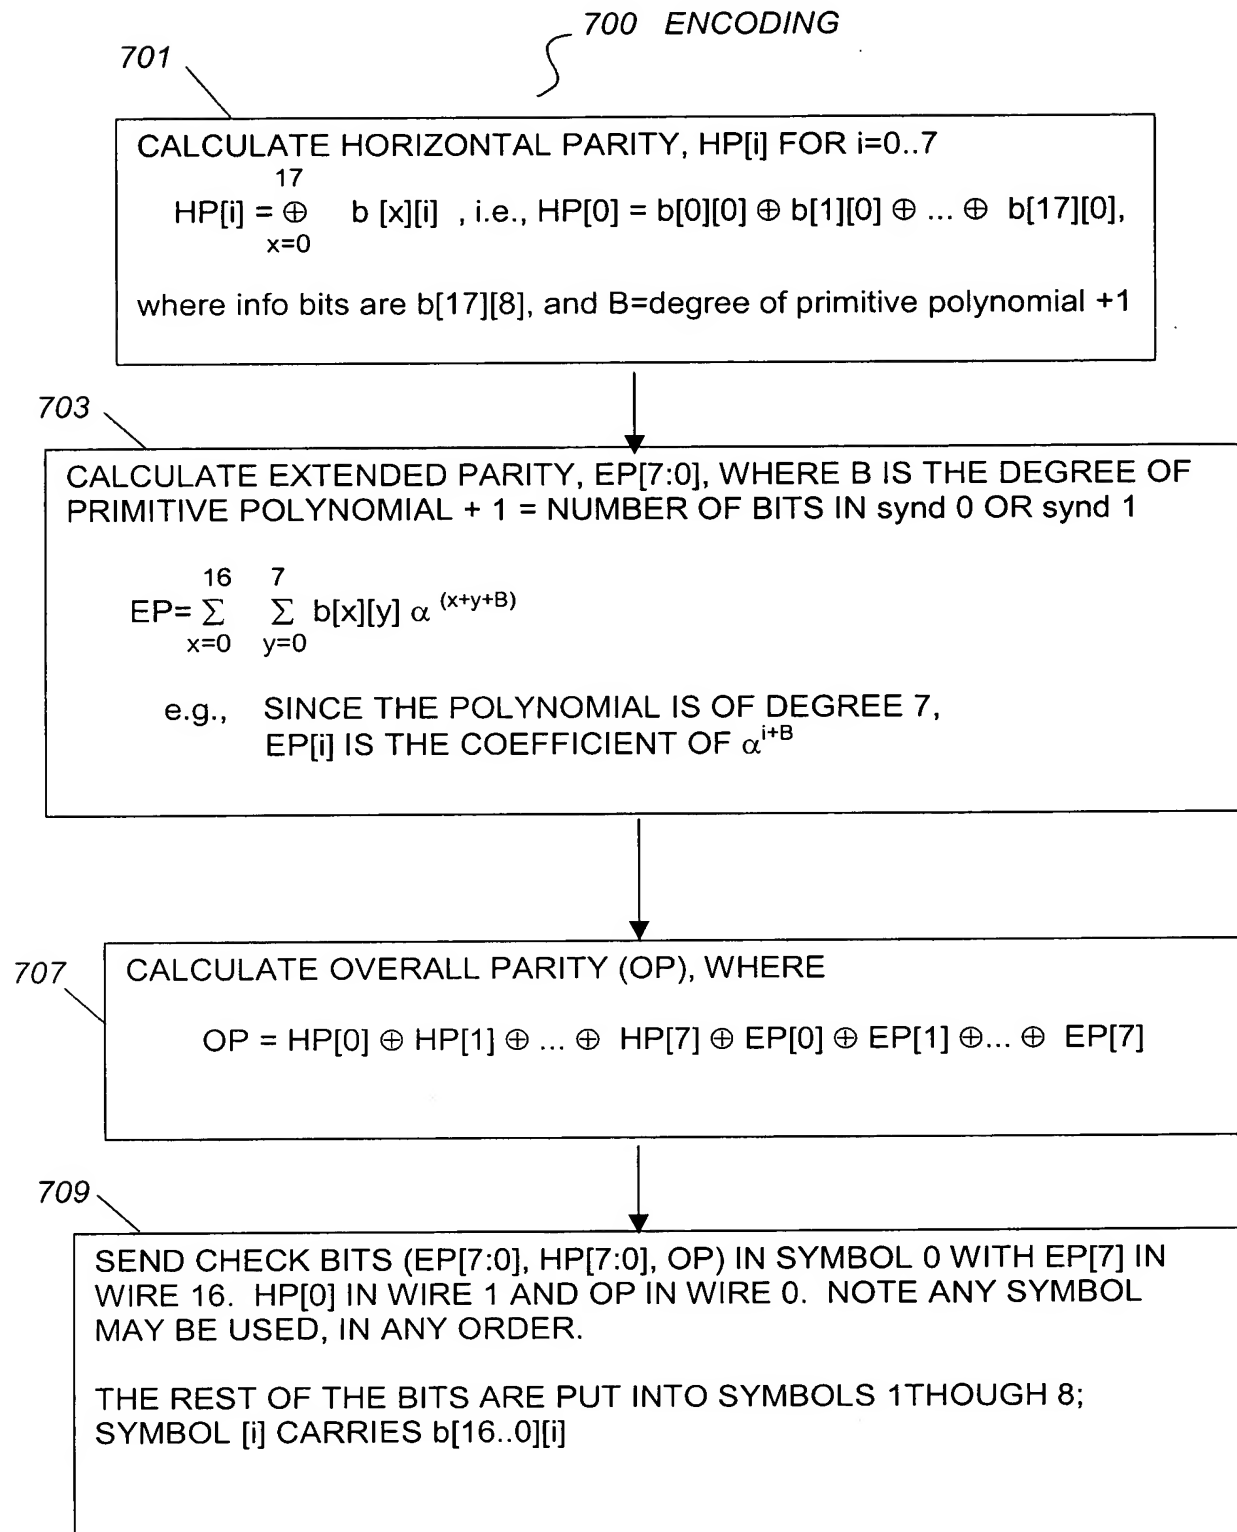 700 ENCODING
701
CALCULATE HORIZONTAL PARITY, HP[i] FOR i=0..7
17
HP[i] = ⊕ b [x][i] , i.e., HP[0] = b[0][0] ⊕ b[1][0] ⊕ ... ⊕ b[17][0],
x=0
where info bits are b[17][8], and B=degree of primitive polynomial +1
703
CALCULATE EXTENDED PARITY, EP[7:0], WHERE B IS THE DEGREE OF
PRIMITIVE POLYNOMIAL + 1 = NUMBER OF BITS IN synd 0 OR synd 1
16 7
EP= Σ Σ b[x][y] α (x+y+B)
x=0 y=0
e.g., SINCE THE POLYNOMIAL IS OF DEGREE 7,
EP[i] IS THE COEFFICIENT OF α i+B
707
CALCULATE OVERALL PARITY (OP), WHERE
OP = HP[0] ⊕ HP[1] ⊕ ... ⊕ HP[7] ⊕ EP[0] ⊕ EP[1] ⊕... ⊕ EP[7]
709
SEND CHECK BITS (EP[7:0], HP[7:0], OP) IN SYMBOL 0 WITH EP[7] IN
WIRE 16. HP[0] IN WIRE 1 AND OP IN WIRE 0. NOTE ANY SYMBOL
MAY BE USED, IN ANY ORDER.
THE REST OF THE BITS ARE PUT INTO SYMBOLS 1THOUGH 8;
SYMBOL [i] CARRIES b[16..0][i]